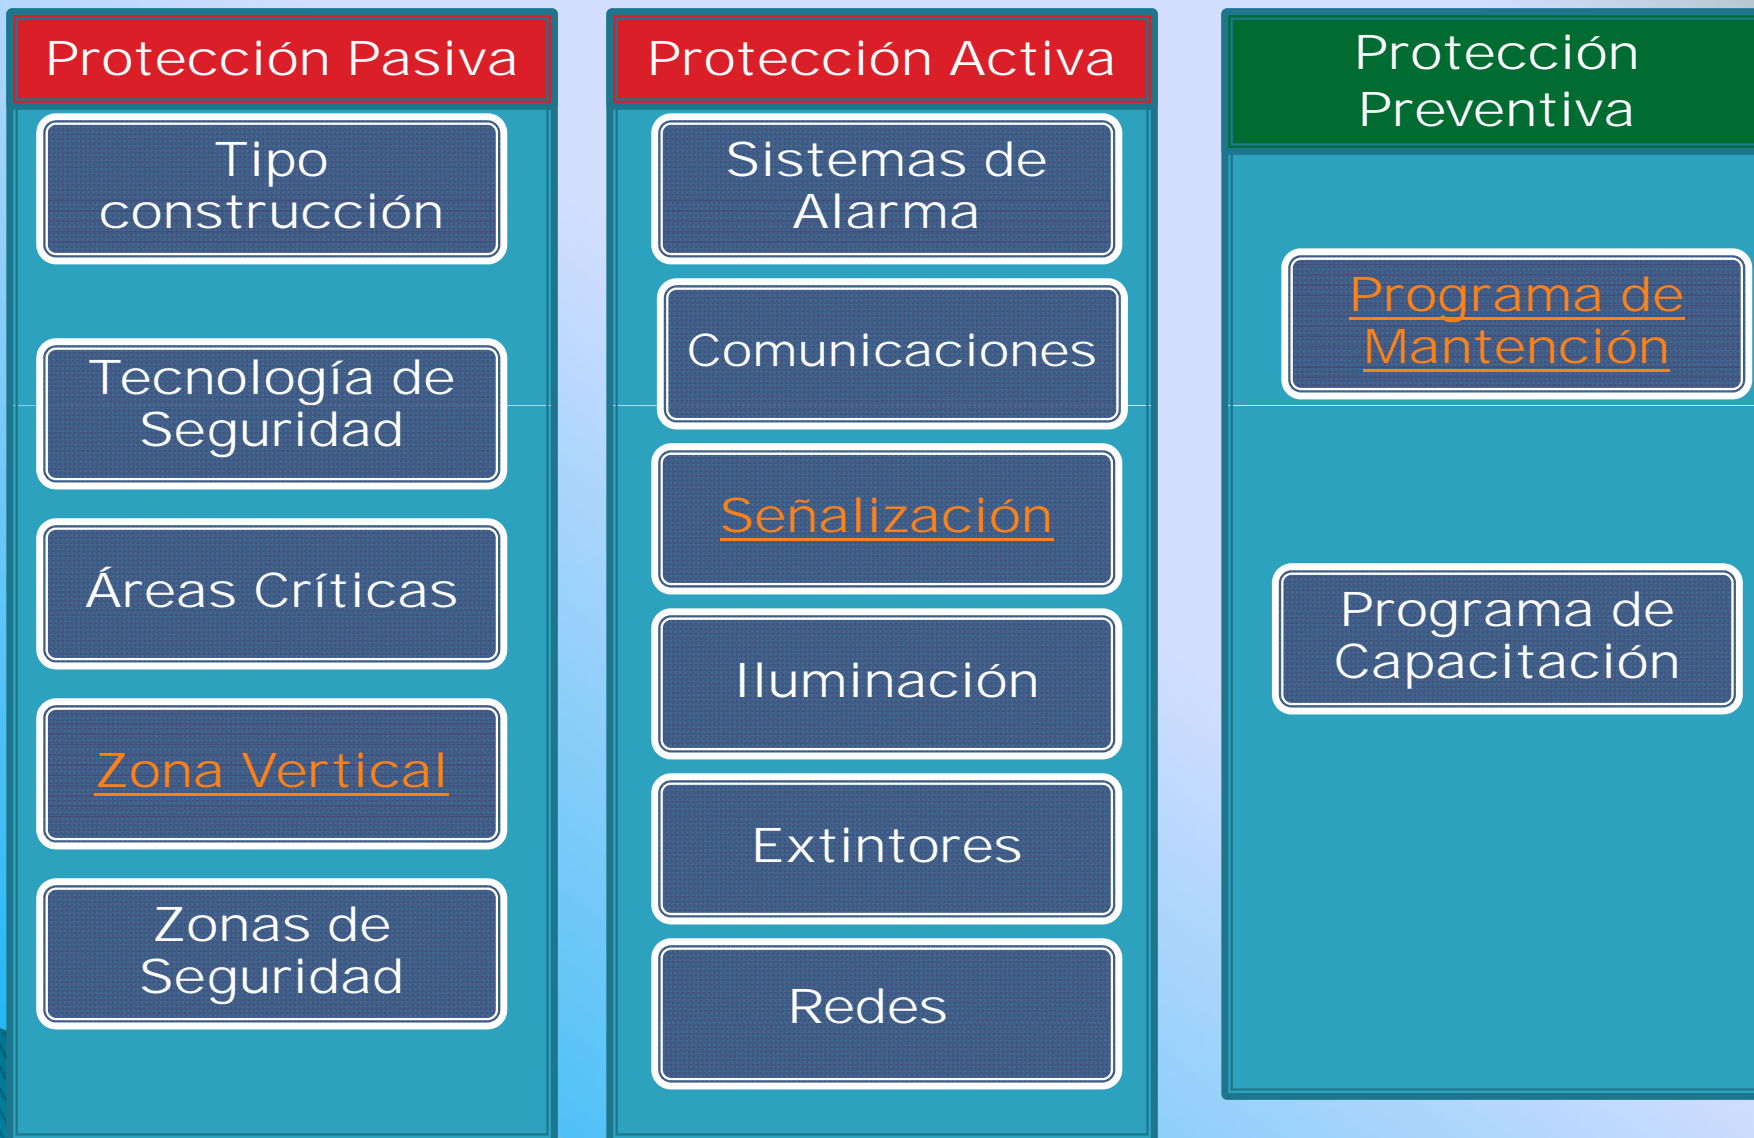 Protección Pasiva
Tipo
construcción
Tecnología de
Seguridad
Áreas Críticas
Zona Vertical
Zonas de
Seguridad
Protección Activa
Sistemas de
Alarma
Comunicaciones
Señalización
Iluminación
Extintores
Redes
Protección
Preventiva
Programa de
Mantención
Programa de
Capacitación